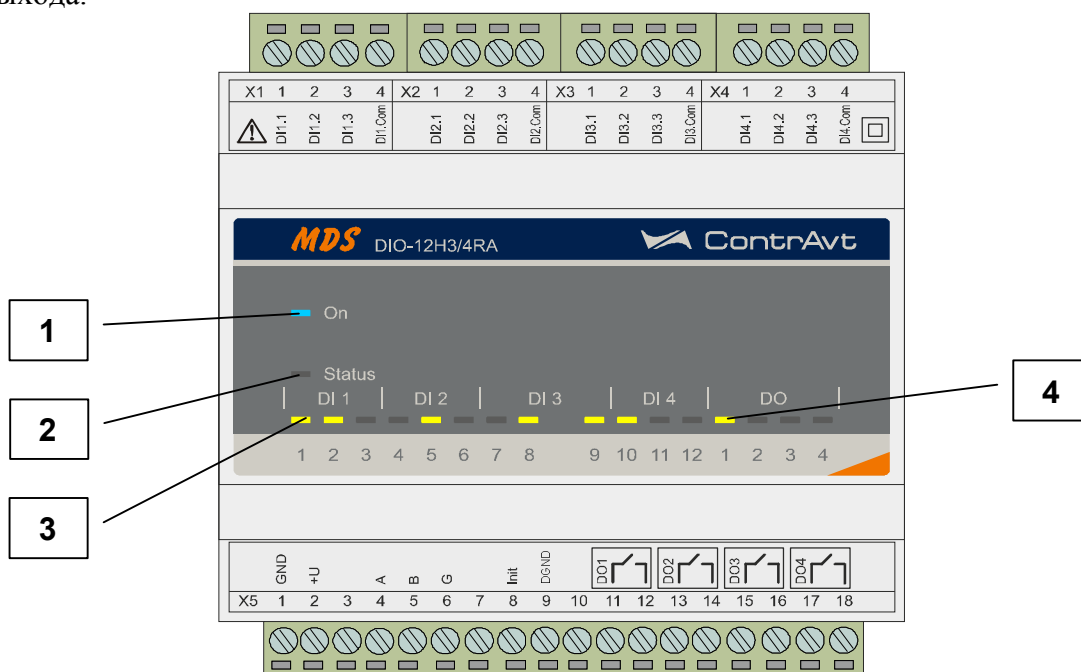 X1 1 2 3 4 X2 1 2 3 4 X3 1 2 3 4 X4 1 2 3 4
DI1.1 DI1.2 DI1.3 DI1.Com DI2.1 DI2.2 DI2.3 DI2.Com DI3.1 DI3.2 DI3.3 DI3.Com DI4.1 DI4.2 DI4.3 DI4.Com
MDS DIO-12H3/4RA ContrAvt
1
On
Status
2
4
DI 1 DI 2 DI 3 DI 4 DO
1 2 3 4 5 6 7 8 9 10 11 12 1 2 3 4
3
GND +U A B G Init DGND DO1 DO2 DO3 DO4
X5 1 2 3 4 5 6 7 8 9 10 11 12 13 14 15 16 17 18